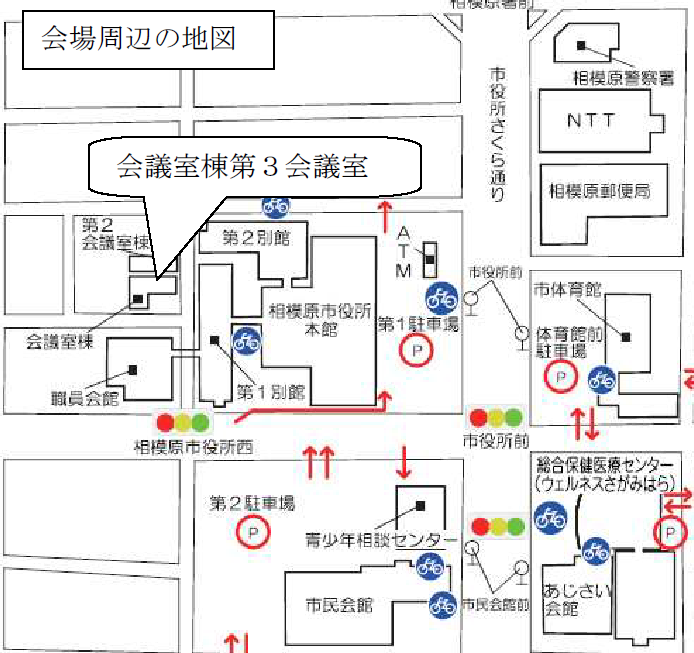 相模原署前
会場周辺の地図
市役所さくら通り
相模原警察署
NTT
相模原郵便局
会議室棟第３会議室
第2
会議室棟
第2別館
ATM
市役所前
相模原市役所
本館
第1駐車場
P
市体育館
体育館前
駐車場
P
会議室棟
職員会館
第1別館
相模原市役所西
市役所前
総合保健医療センター
(ウェルネスさがみはら)
第2駐車場
P
青少年相談センター
P
市民会館
市民会館前
あじさい
会館